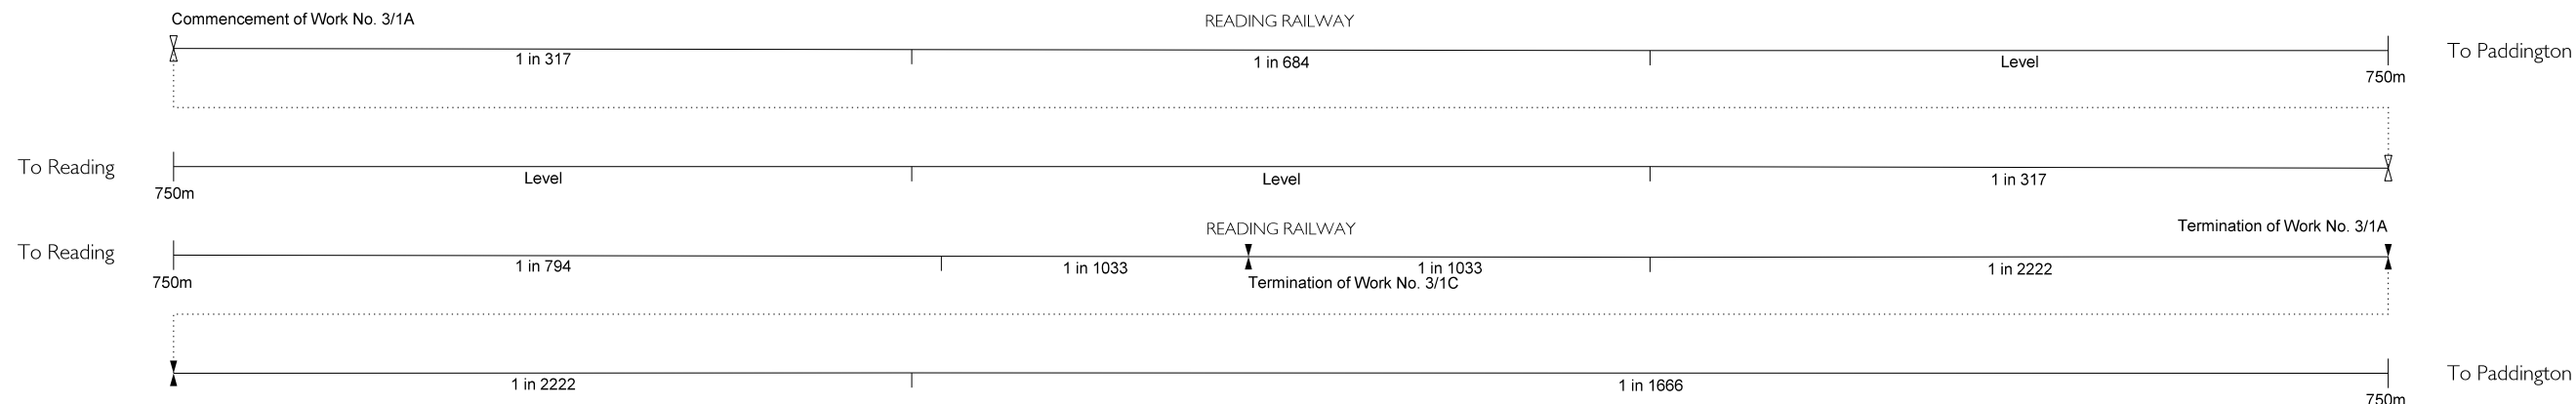 Commencement of Work No. 3/1A
READING RAILWAY
To Paddington
1 in 317
1 in 684
Level
750m
To Reading
750m
Level
Level
1 in 317
READING RAILWAY
Termination of Work No. 3/1A
To Reading
750m
1 in 794
1 in 1033
1 in 1033
1 in 2222
Termination of Work No. 3/1C
To Paddington
1 in 2222
1 in 1666
750m